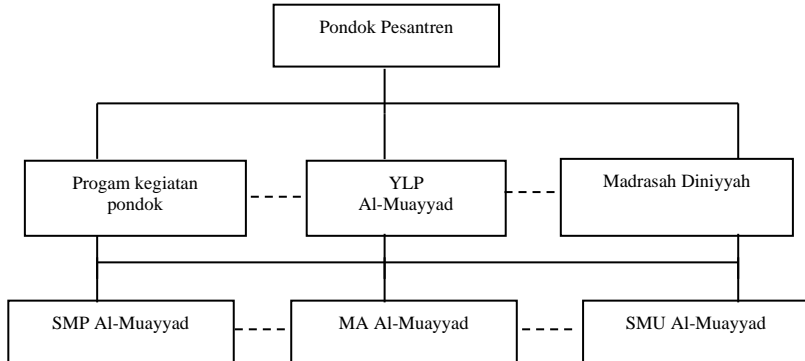 Pondok Pesantren
Progam kegiatan
pondok
YLP
Al-Muayyad
Madrasah Diniyyah
SMP Al-Muayyad
MA Al-Muayyad
SMU Al-Muayyad